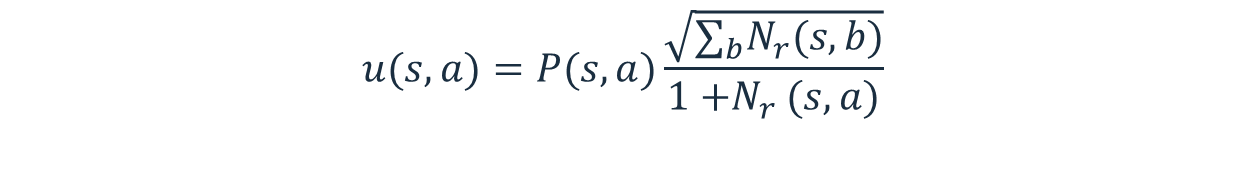 u(s, a) = P(s, a) √(∑_b N_r(s, b)) / (1 + N_r (s, a))